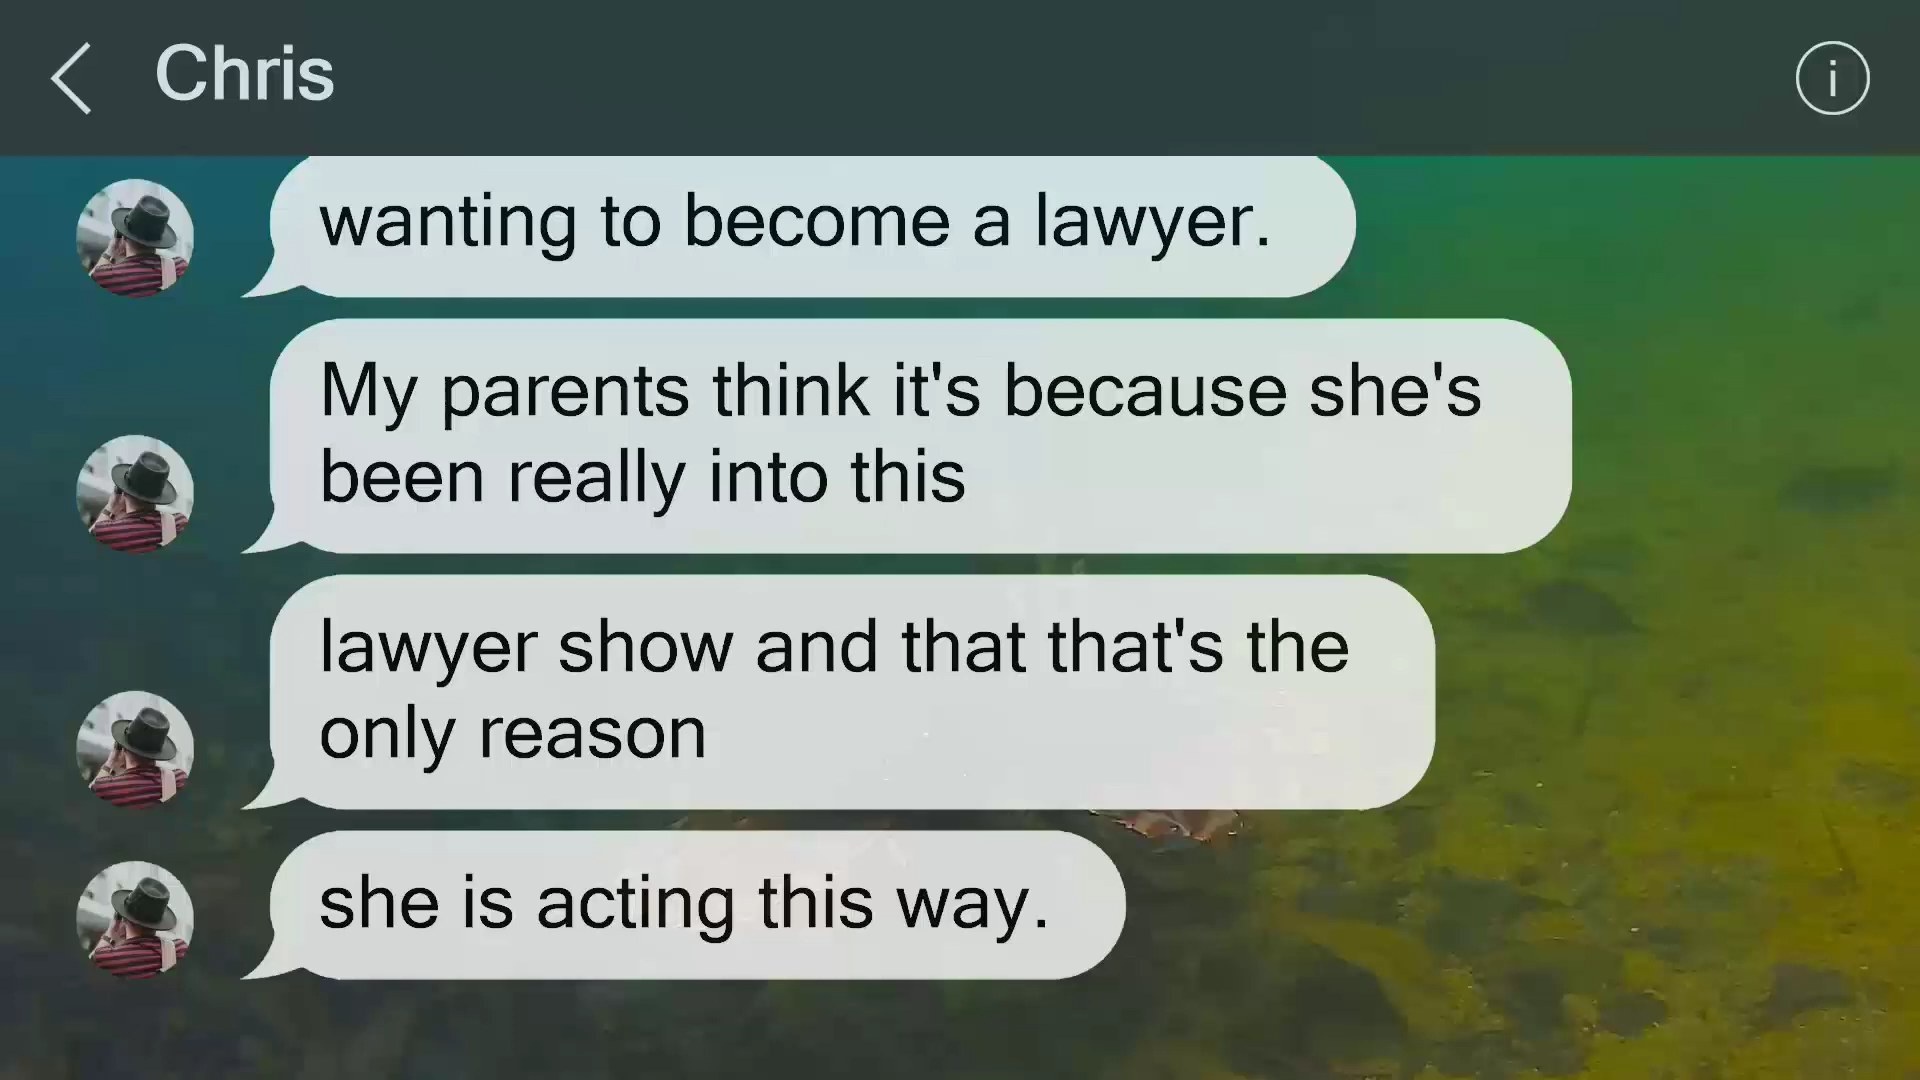 Chris
i
wanting to become a lawyer.
My parents think it's because she's
been really into this
lawyer show and that that's the
only reason
she is acting this way.